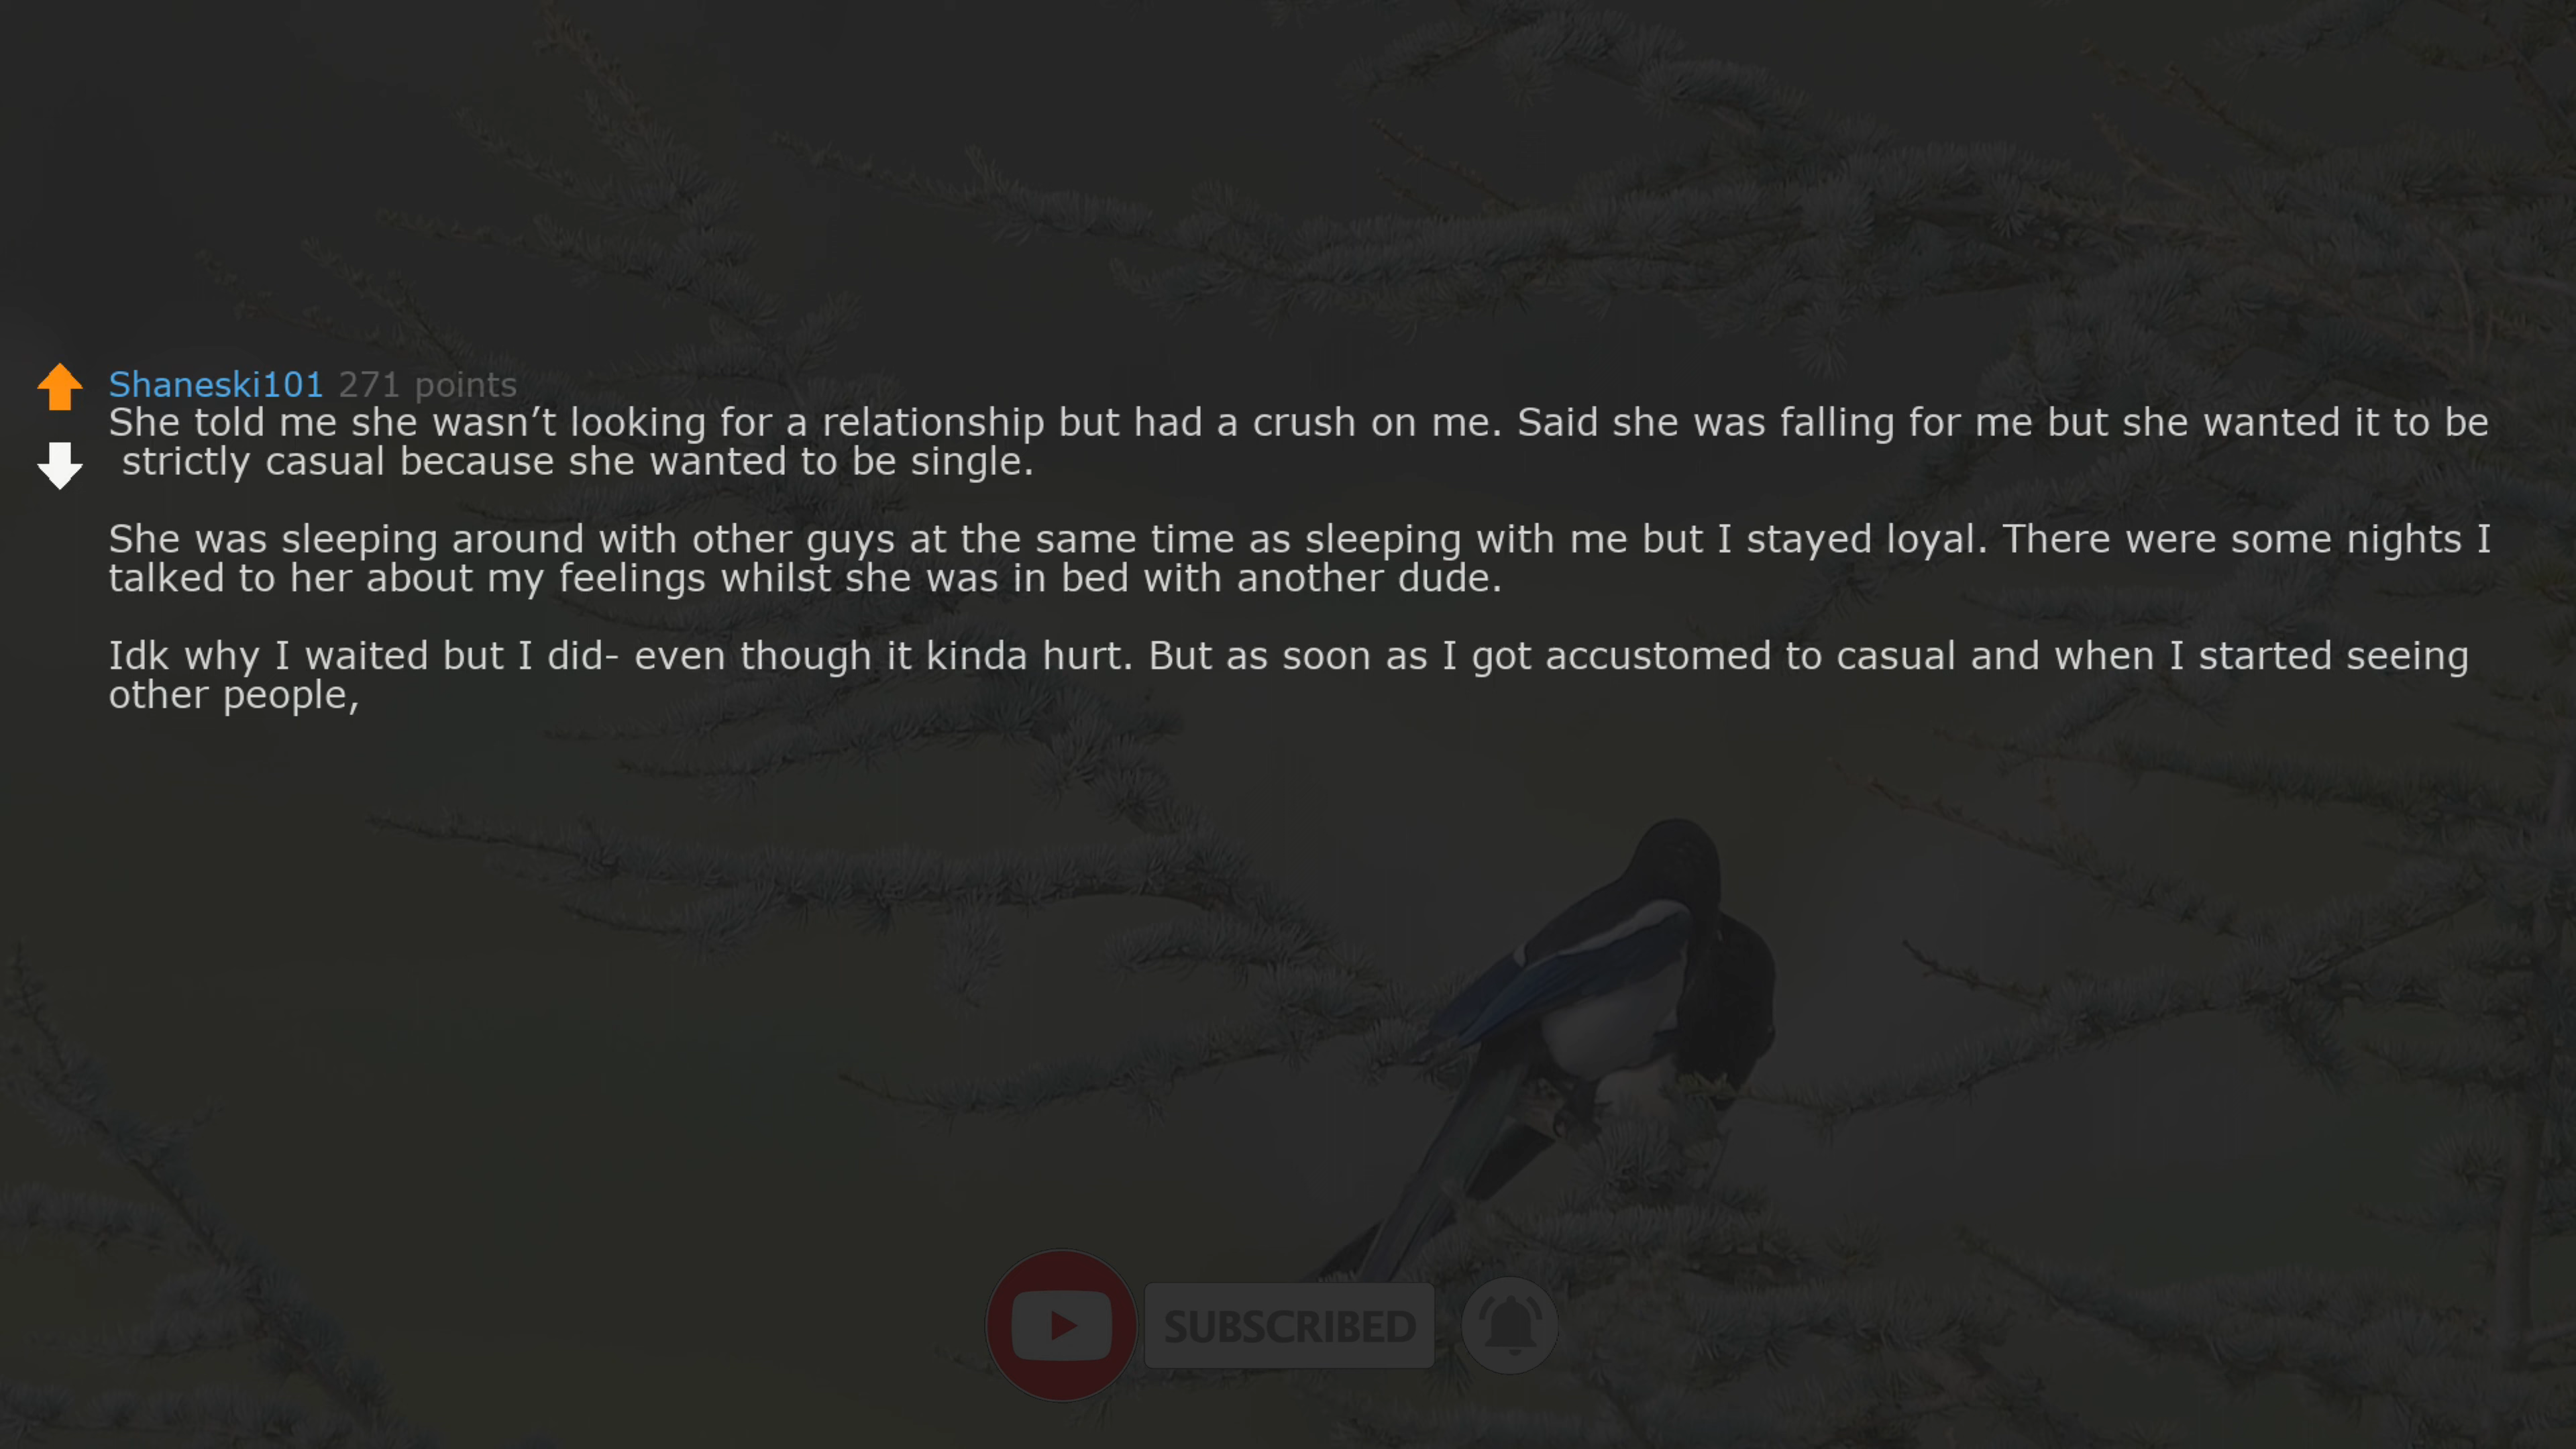 Shaneski101 271 points
She told me she wasn’t looking for a relationship but had a crush on me. Said she was falling for me but she wanted it to be
strictly casual because she wanted to be single.
She was sleeping around with other guys at the same time as sleeping with me but I stayed loyal. There were some nights I
talked to her about my feelings whilst she was in bed with another dude.
Idk why I waited but I did- even though it kinda hurt. But as soon as I got accustomed to casual and when I started seeing
other people,
SUBSCRIBED